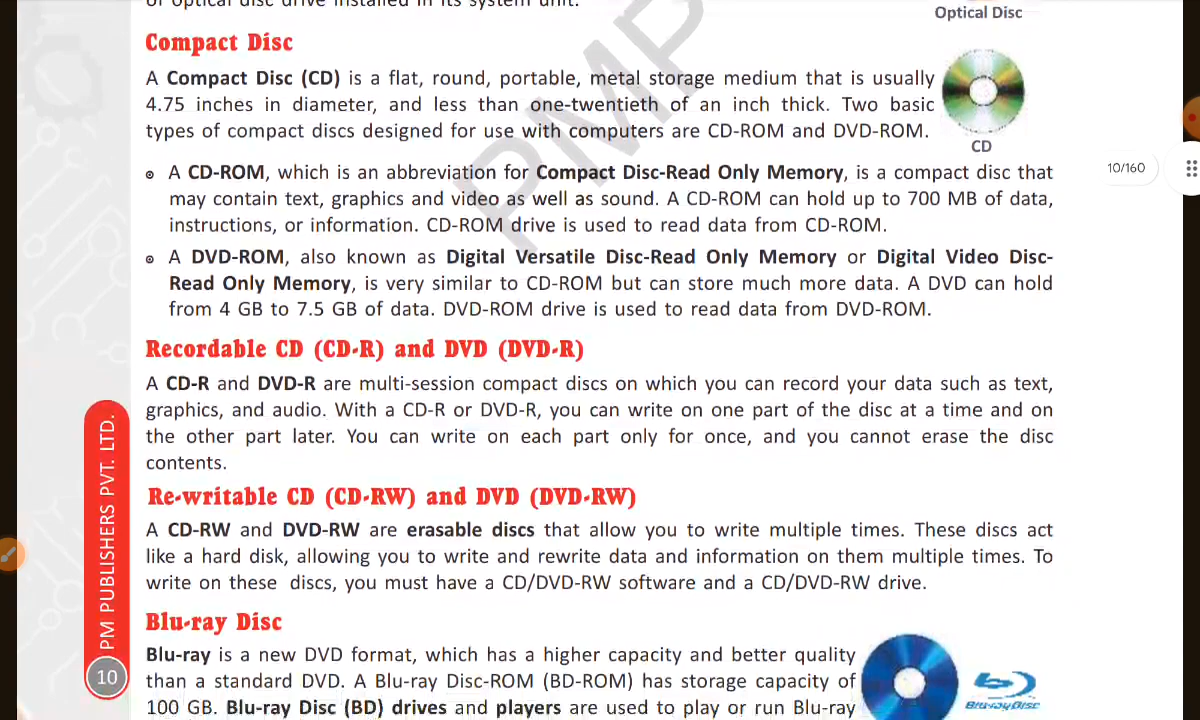 of optical disc drive installed in its system unit.
Optical Disc
Compact Disc
A Compact Disc (CD) is a flat, round, portable, metal storage medium that is usually
4.75 inches in diameter, and less than one-twentieth of an inch thick. Two basic
types of compact discs designed for use with computers are CD-ROM and DVD-ROM.
CD
A CD-ROM, which is an abbreviation for Compact Disc-Read Only Memory, is a compact disc that
may contain text, graphics and video as well as sound. A CD-ROM can hold up to 700 MB of data,
instructions, or information. CD-ROM drive is used to read data from CD-ROM.
A DVD-ROM, also known as Digital Versatile Disc-Read Only Memory or Digital Video Disc-
Read Only Memory, is very similar to CD-ROM but can store much more data. A DVD can hold
from 4 GB to 7.5 GB of data. DVD-ROM drive is used to read data from DVD-ROM.
Recordable CD (CD-R) and DVD (DVD-R)
A CD-R and DVD-R are multi-session compact discs on which you can record your data such as text,
graphics, and audio. With a CD-R or DVD-R, you can write on one part of the disc at a time and on
the other part later. You can write on each part only for once, and you cannot erase the disc
contents.
Re-writable CD (CD-RW) and DVD (DVD-RW)
A CD-RW and DVD-RW are erasable discs that allow you to write multiple times. These discs act
like a hard disk, allowing you to write and rewrite data and information on them multiple times. To
write on these discs, you must have a CD/DVD-RW software and a CD/DVD-RW drive.
Blu-ray Disc
Blu-ray is a new DVD format, which has a higher capacity and better quality
than a standard DVD. A Blu-ray Disc-ROM (BD-ROM) has storage capacity of
100 GB. Blu-ray Disc (BD) drives and players are used to play or run Blu-ray
Blu-ray Disc
PM PUBLISHERS PVT. LTD.
10
10/160
PMP